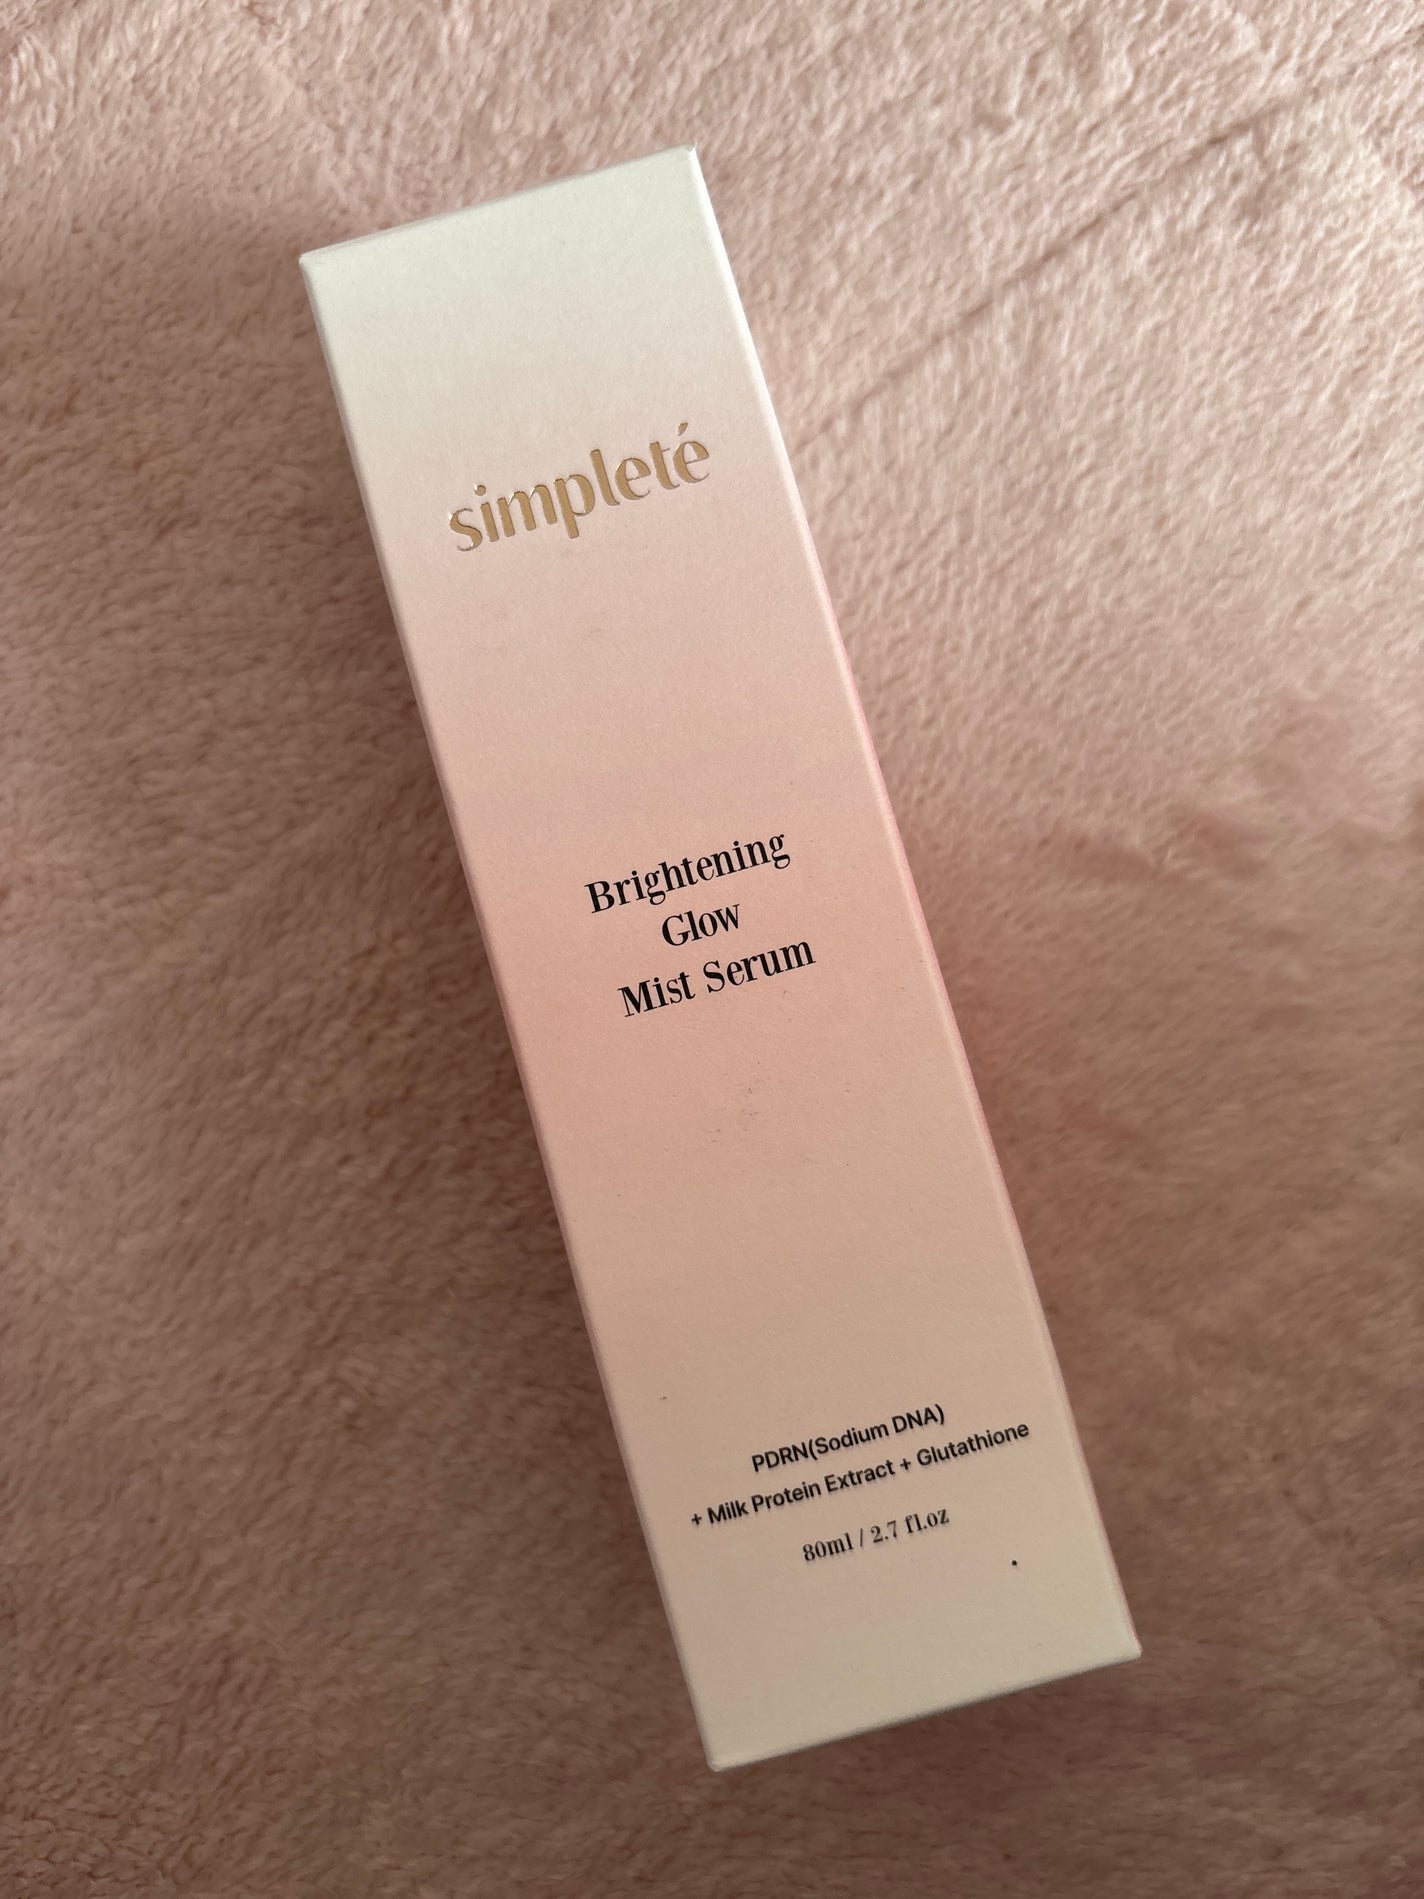 simpleté
Brightening
Glow
Mist Serum
PDRN(Sodium DNA)
+ Milk Protein Extract + Glutathione
80ml / 2.7 fl.oz